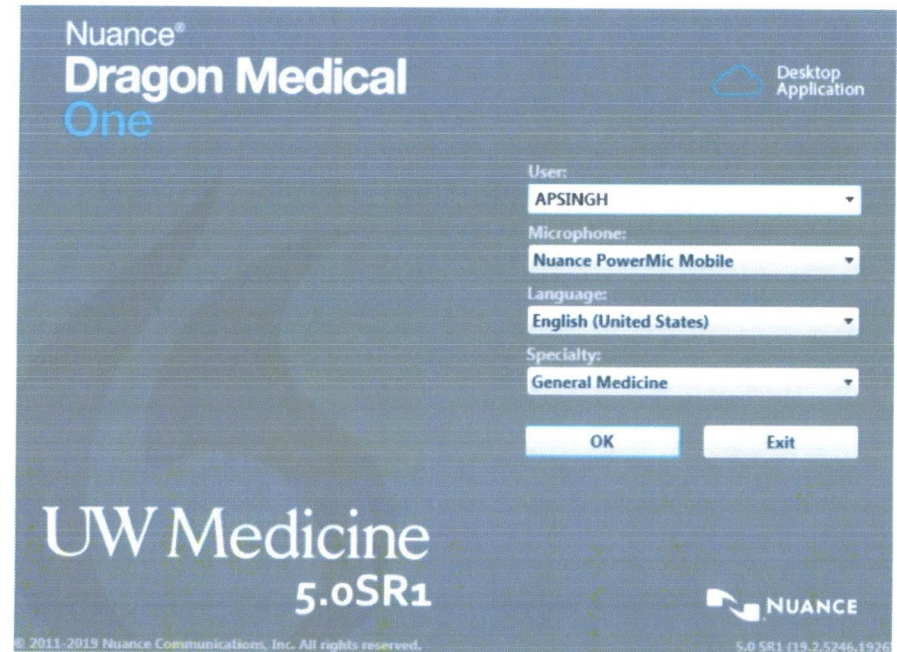 Nuance®
Dragon Medical
One
Desktop
Application
User:
APSINGH
Microphone:
Nuance PowerMic Mobile
Language:
English (United States)
Specialty:
General Medicine
OK
Exit
UW Medicine
5.0SR1
NUANCE
© 2011-2019 Nuance Communications, Inc. All rights reserved.
5.0 SR1 (19.2.5246.1926)